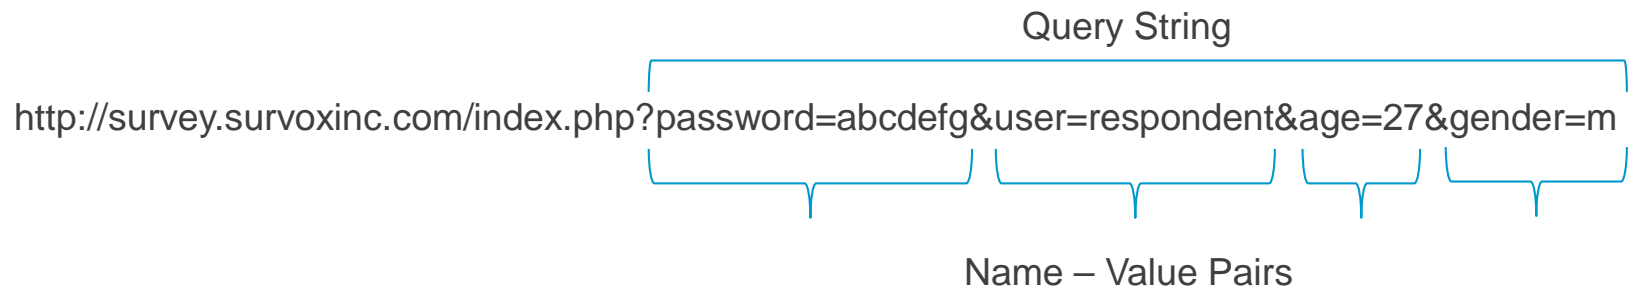 Query String
http://survey.survoxinc.com/index.php?password=abcdefg&user=respondent&age=27&gender=m
Name – Value Pairs